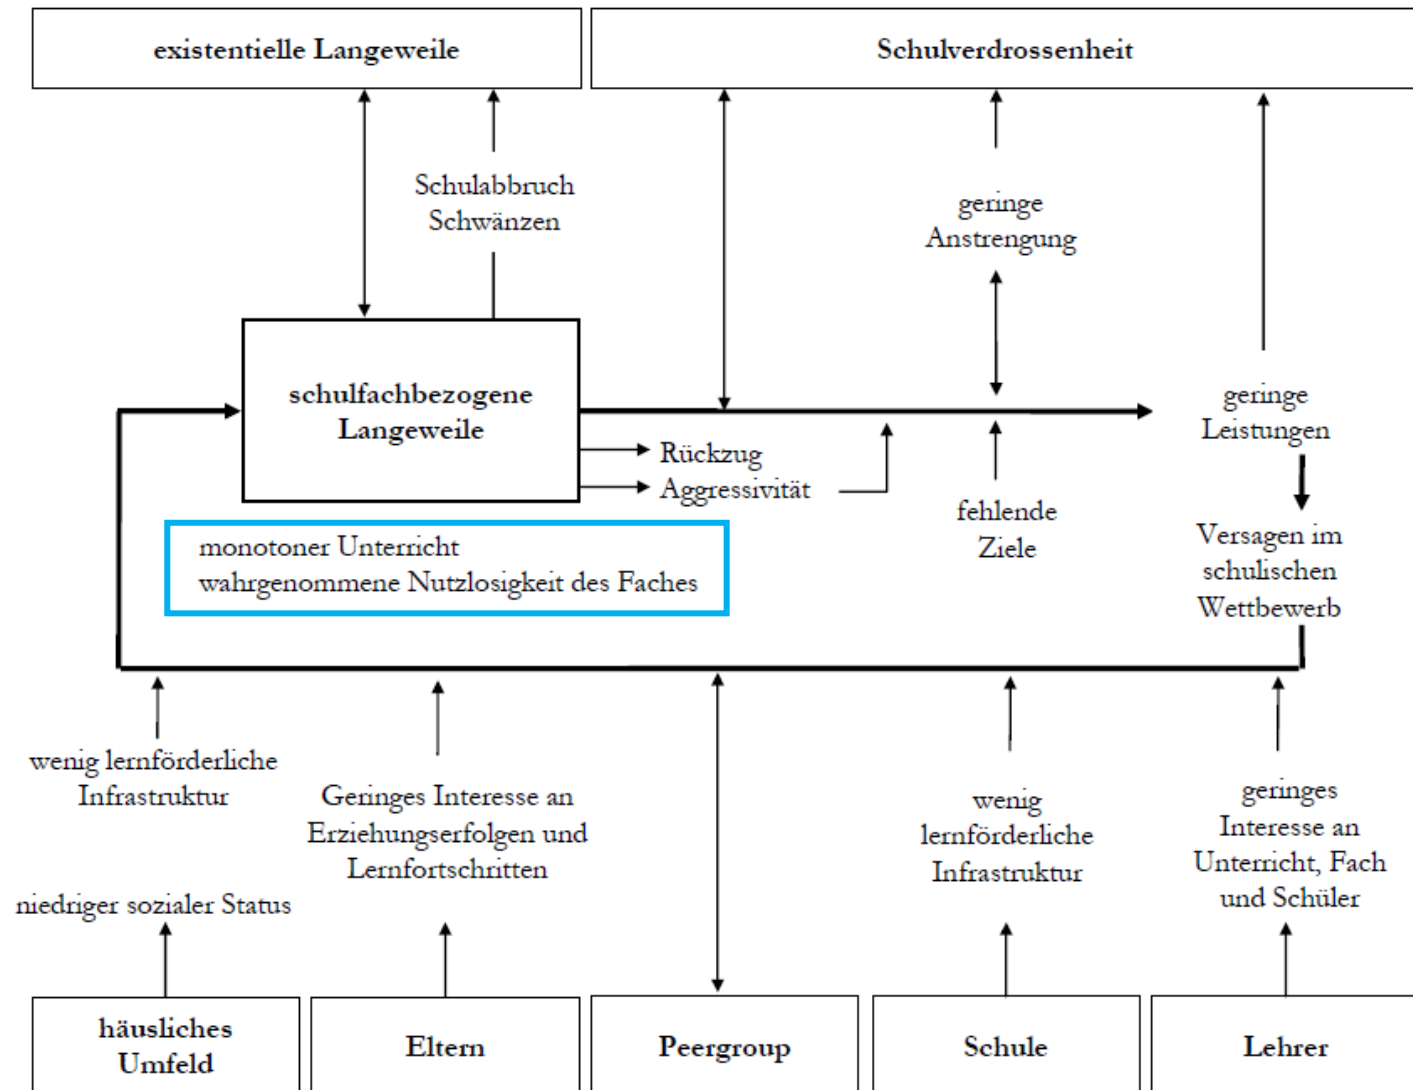 existentielle Langeweile
Schulverdrossenheit
Schulabbruch
Schwänzen
geringe
Anstrengung
schulfachbezogene
Langeweile
geringe
Leistungen
Rückzug
Aggressivität
fehlende
Ziele
Versagen im
schulischen
Wettbewerb
monotoner Unterricht
wahrgenommene Nutzlosigkeit des Faches
wenig lernförderliche
Infrastruktur
niedriger sozialer Status
Geringes Interesse an
Erziehungserfolgen und
Lernfortschritten
wenig
lernförderliche
Infrastruktur
geringes
Interesse an
Unterricht, Fach
und Schüler
häusliches
Umfeld
Eltern
Peergroup
Schule
Lehrer